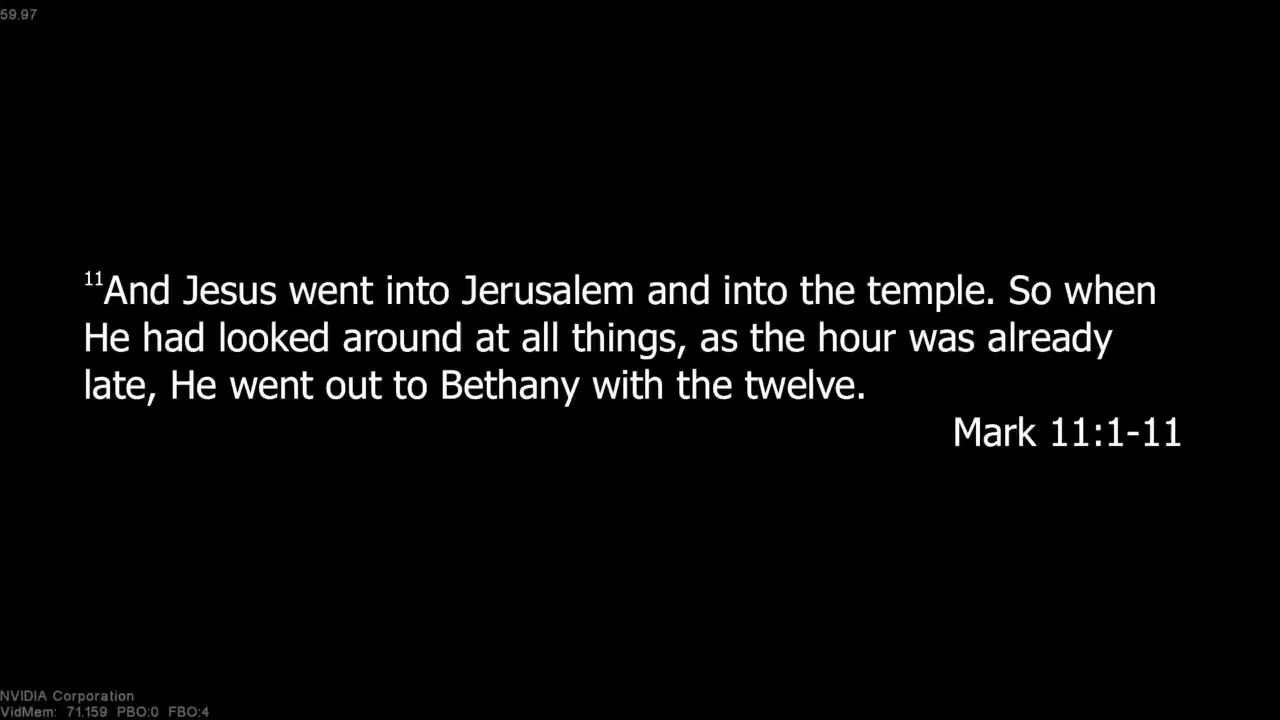 59.97
11And Jesus went into Jerusalem and into the temple. So when
He had looked around at all things, as the hour was already
late, He went out to Bethany with the twelve.
Mark 11:1-11
NVIDIA Corporation
VidMem: 71.159 PBO:0 FBO:4